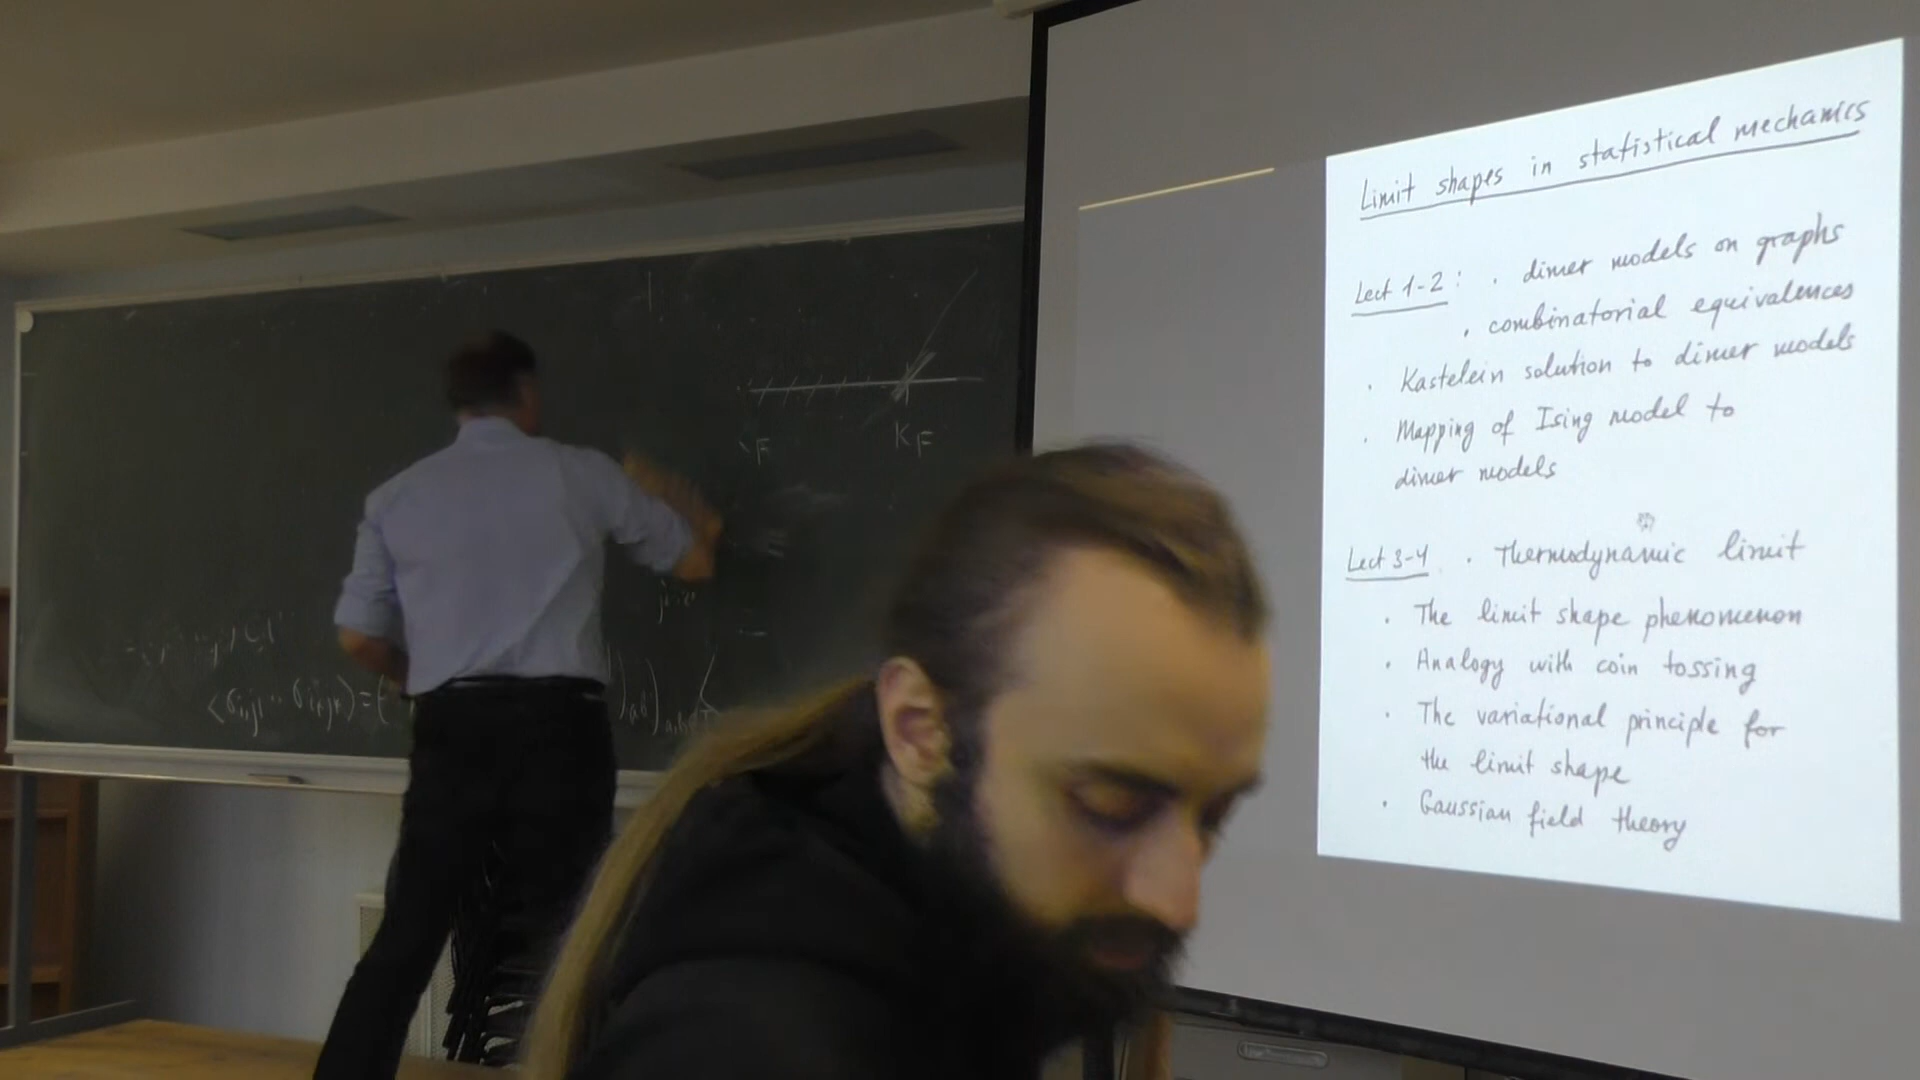 Limit shapes in statistical mechanics
Lect 1-2 : . dimer models on graphs
. combinatorial equivalences
. Kastelein solution to dimer models
. Mapping of Ising model to
dimer models
Lect 3-4 . Thermodynamic limit
. The limit shape phenomenon
. Analogy with coin tossing
. The variational principle for
the limit shape
. Gaussian field theory
K F